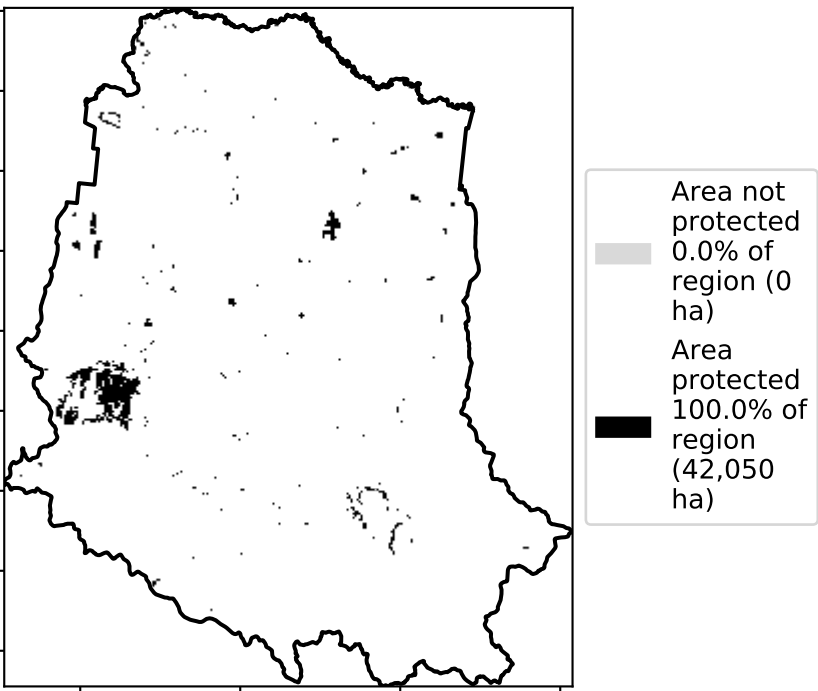 Area not
protected
0.0% of
region (0
ha)
Area
protected
100.0% of
region
(42,050
ha)